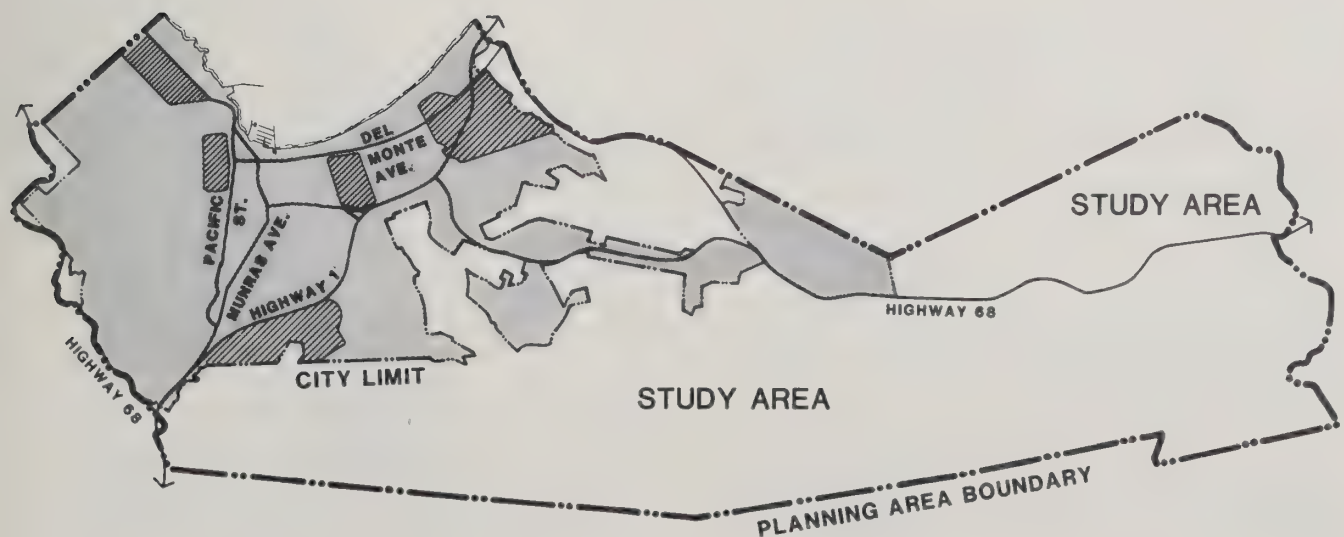 DEL
MONTE
AVE.
STUDY AREA
PACIFIC
ST.
MUNRAS AVE.
HIGHWAY 1
HIGHWAY 68
HIGHWAY 68
CITY LIMIT
STUDY AREA
PLANNING AREA BOUNDARY